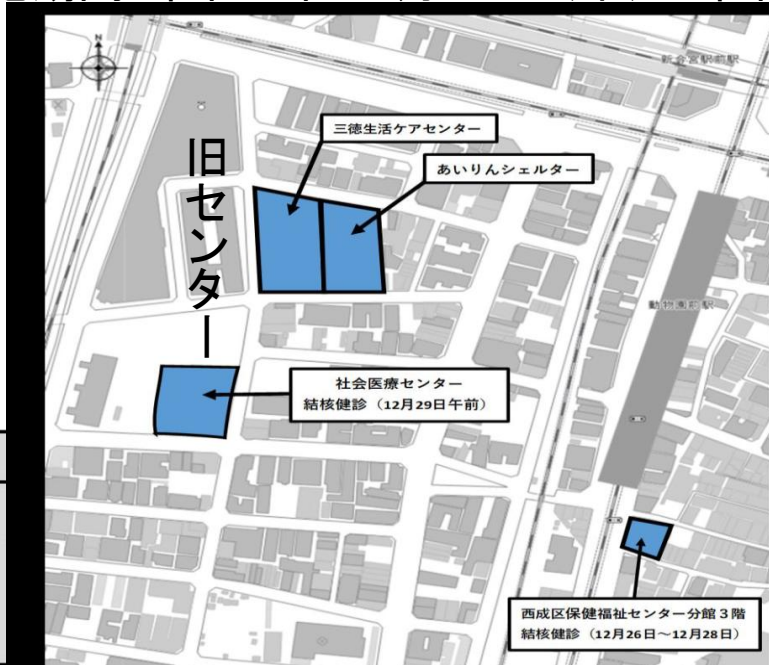 新今宮駅前駅
三徳生活ケアセンター
あいりんシェルター
旧センター
動物園前駅
社会医療センター
結核健診（12月29日午前）
西成区保健福祉センター分館３階
結核健診（12月26日～12月28日）
N